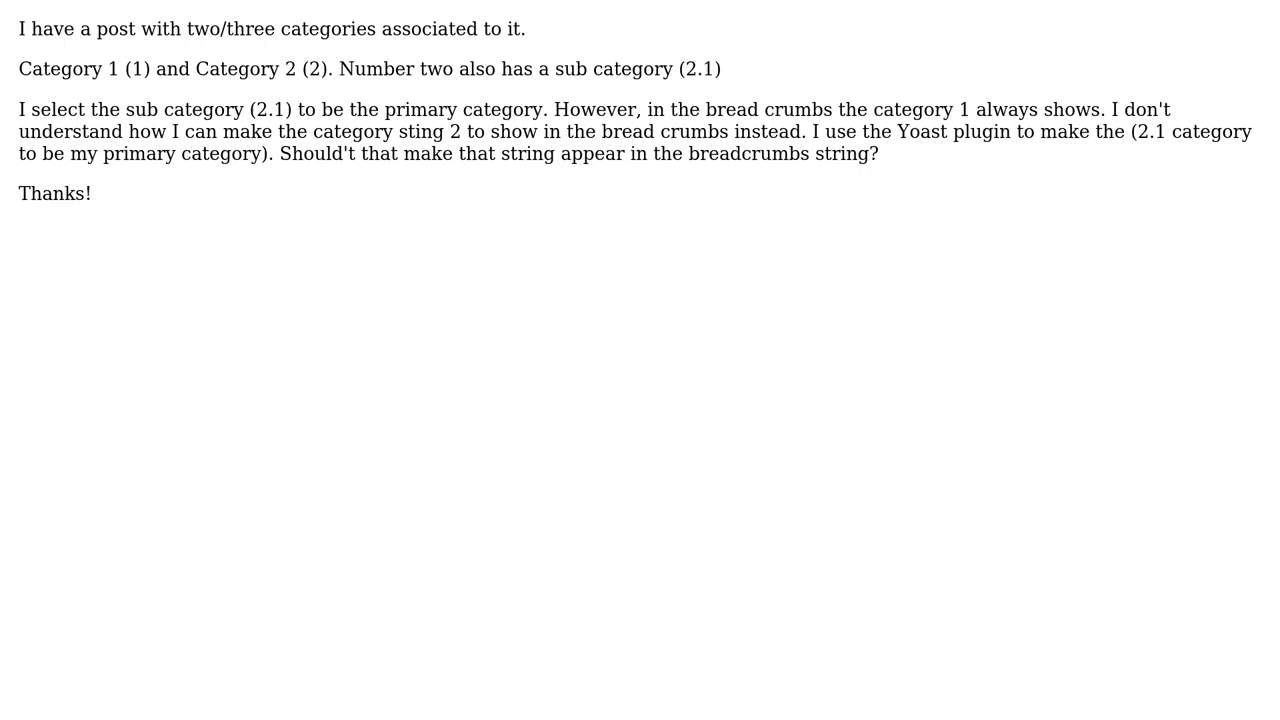 I have a post with two/three categories associated to it.
Category 1 (1) and Category 2 (2). Number two also has a sub category (2.1)
I select the sub category (2.1) to be the primary category. However, in the bread crumbs the category 1 always shows. I don't
understand how I can make the category sting 2 to show in the bread crumbs instead. I use the Yoast plugin to make the (2.1 category
to be my primary category). Should't that make that string appear in the breadcrumbs string?
Thanks!